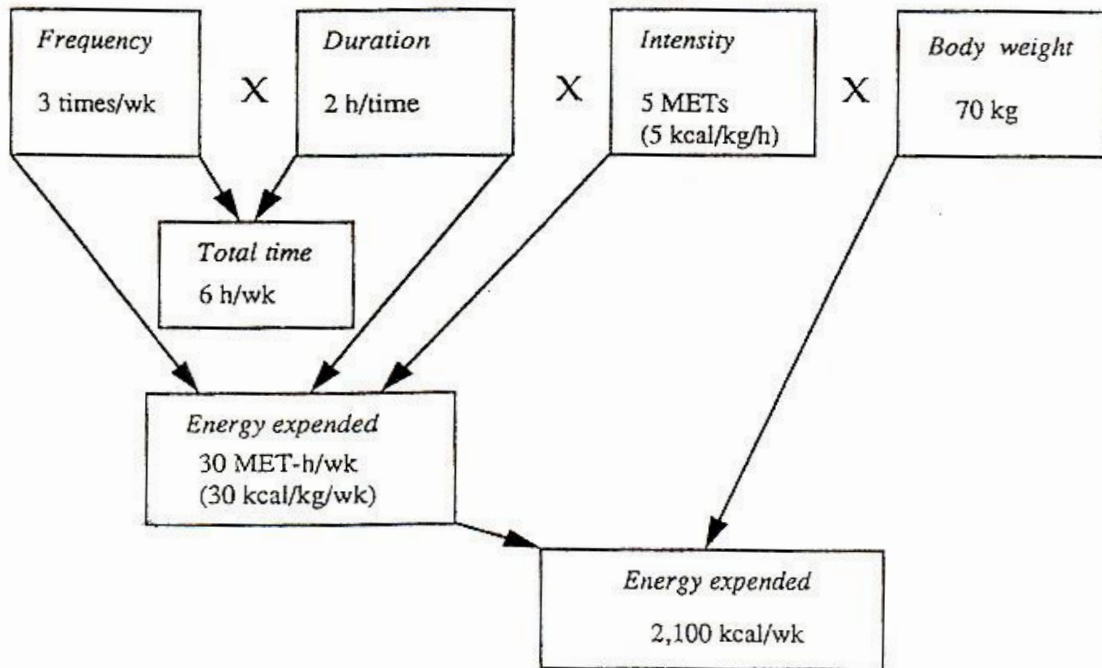 Frequency
3 times/wk
X
Duration
2 h/time
X
Intensity
5 METs
(5 kcal/kg/h)
X
Body weight
70 kg
Total time
6 h/wk
Energy expended
30 MET-h/wk
(30 kcal/kg/wk)
Energy expended
2,100 kcal/wk